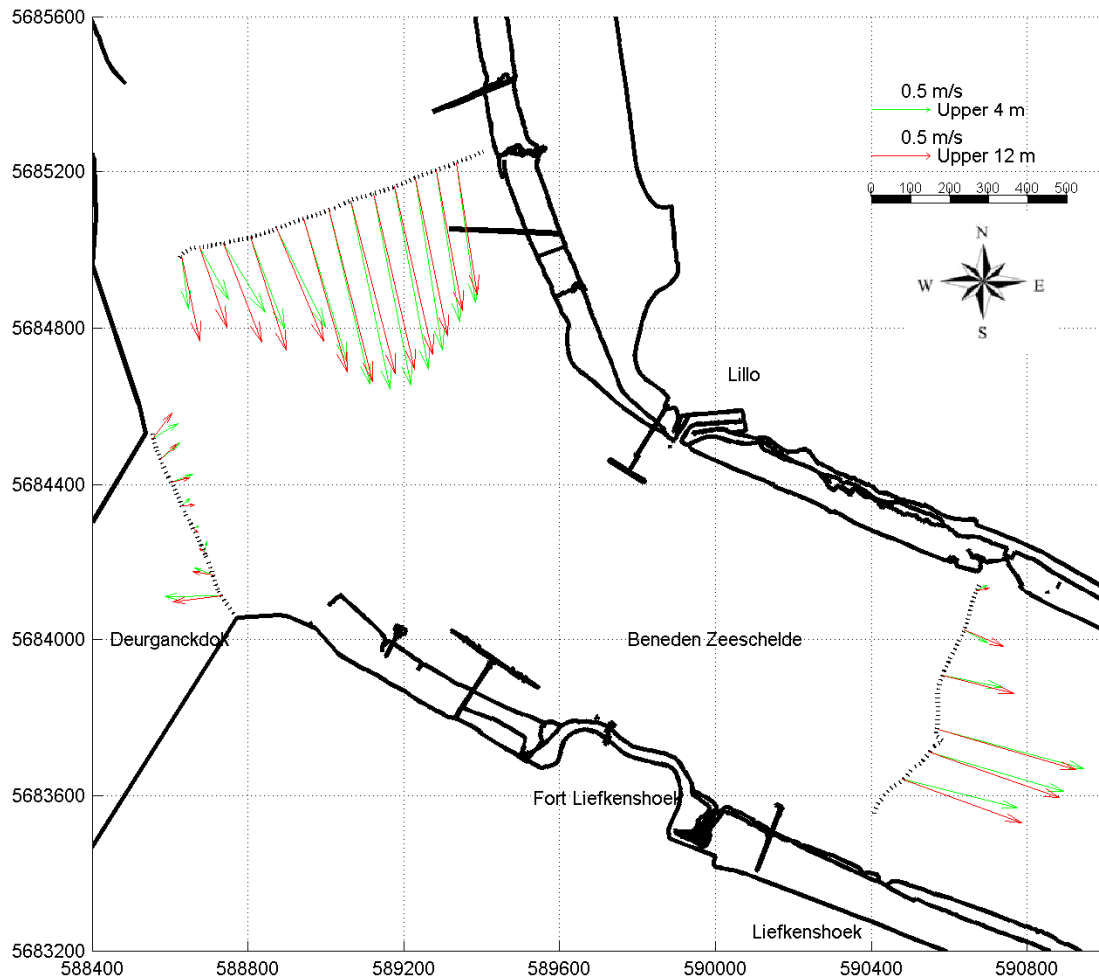 5685600
0.5 m/s
Upper 4 m
0.5 m/s
Upper 12 m
5685200
0 100 200 300 400 500
N
W E
S
5684800
Lillo
5684400
5684000
Deurganckdok
Beneden Zeeschelde
5683600
Fort Liefkenshoek
Liefkenshoek
5683200
588400 588800 589200 589600 590000 590400 590800